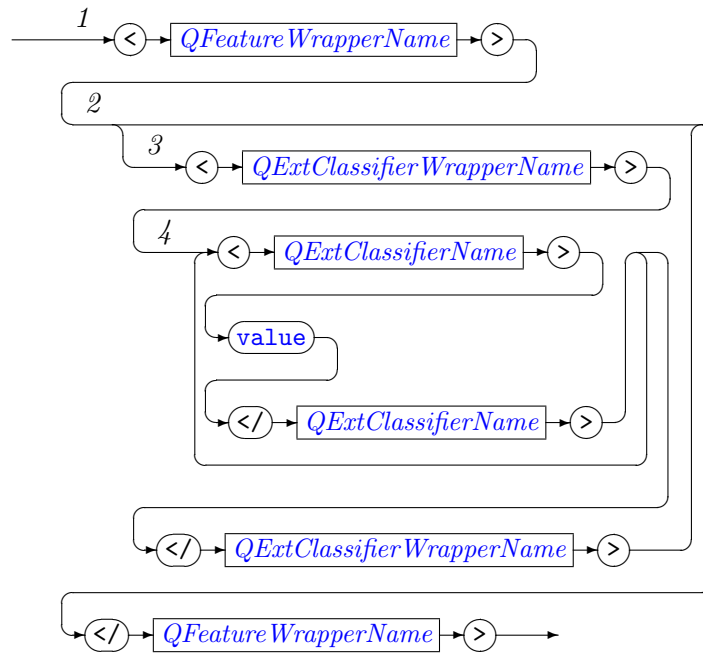 1 < QFeatureWrapperName >
2
3 < QExtClassifierWrapperName >
4 < QExtClassifierName >
value
</ QExtClassifierName >
</ QExtClassifierWrapperName >
</ QFeatureWrapperName >